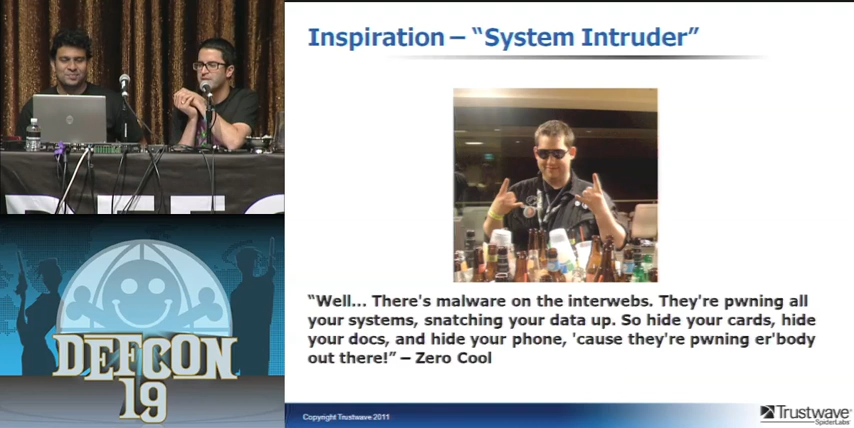 Inspiration – “System Intruder”
“Well... There's malware on the interwebs. They're pwning all
your systems, snatching your data up. So hide your cards, hide
your docs, and hide your phone, 'cause they're pwning er'body
out there!” – Zero Cool
DEFCON
19
Copyright Trustwave 2011
Trustwave®
SpiderLabs